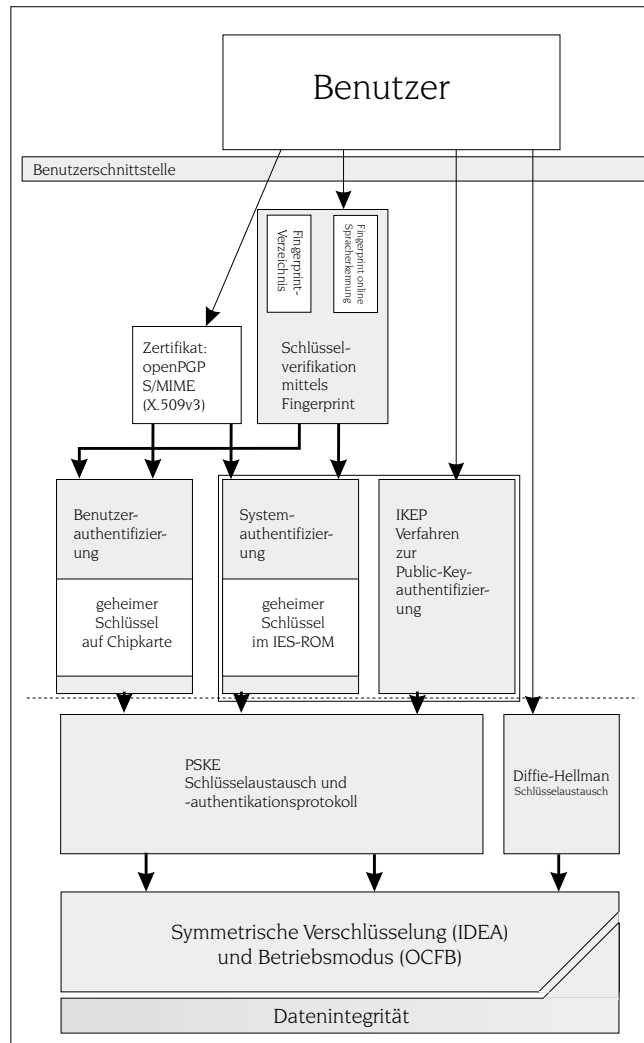 Benutzer
Benutzerschnittstelle
Fingerprint-
Verzeichnis
Fingerprint online
Spracherkennung
Zertifikat:
openPGP
S/MIME
(X.509v3)
Schlüssel-
verifikation
mittels
Fingerprint
Benutzer-
authentifizier-
ung
geheimer
Schlüssel
auf Chipkarte
System-
authentifizier-
ung
geheimer
Schlüssel
im IES-ROM
IKEP
Verfahren
zur
Public-Key-
authentifizier-
ung
PSKE
Schlüsselaustausch und
-authentikationsprotokoll
Diffie-Hellman
Schlüsselaustausch
Symmetrische Verschlüsselung (IDEA)
und Betriebsmodus (OCFB)
Datenintegrität